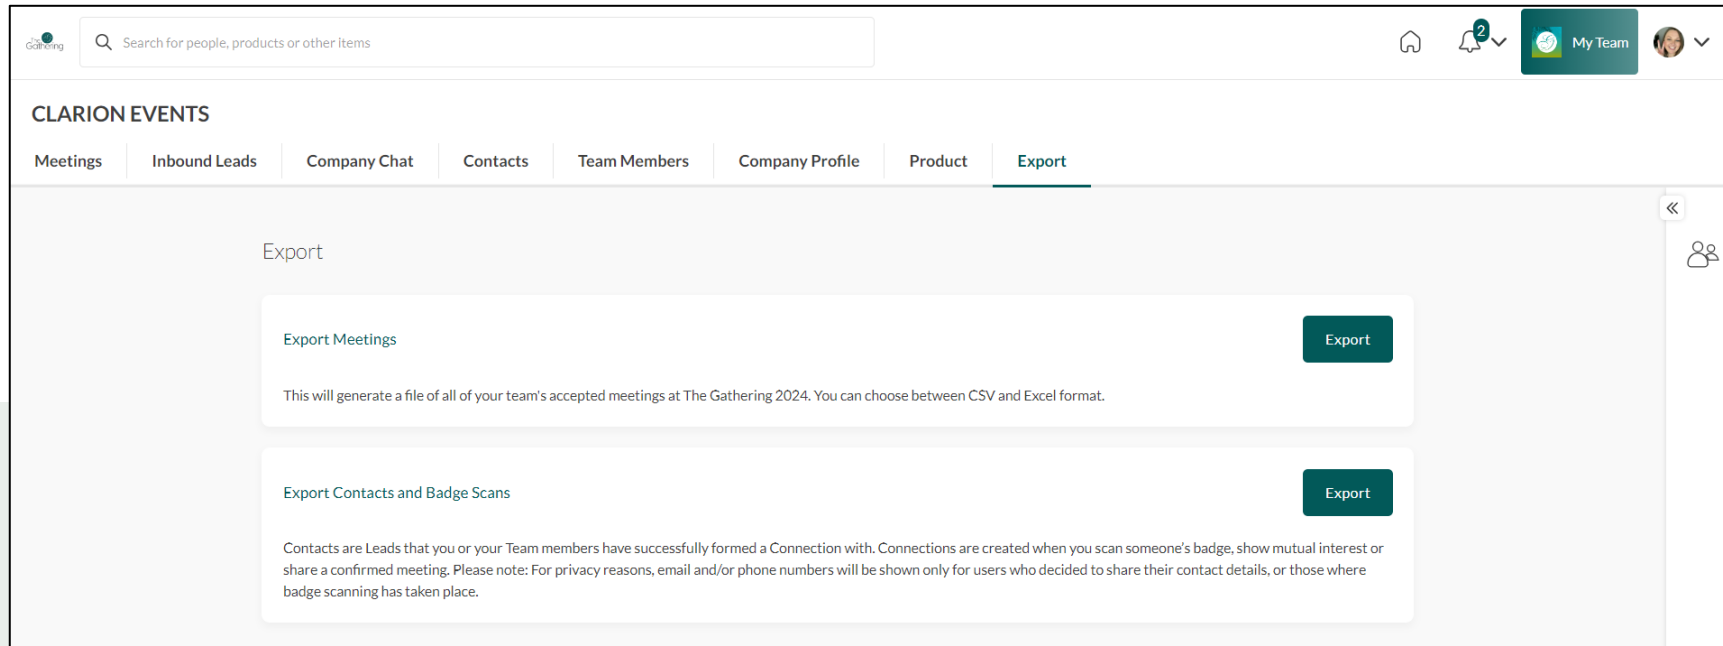 The
Gathering
Search for people, products or other items
2
My Team
CLARION EVENTS
Meetings
Inbound Leads
Company Chat
Contacts
Team Members
Company Profile
Product
Export
Export
Export Meetings
Export
This will generate a file of all of your team's accepted meetings at The Gathering 2024. You can choose between CSV and Excel format.
Export Contacts and Badge Scans
Export
Contacts are Leads that you or your Team members have successfully formed a Connection with. Connections are created when you scan someone’s badge, show mutual interest or
share a confirmed meeting. Please note: For privacy reasons, email and/or phone numbers will be shown only for users who decided to share their contact details, or those where
badge scanning has taken place.